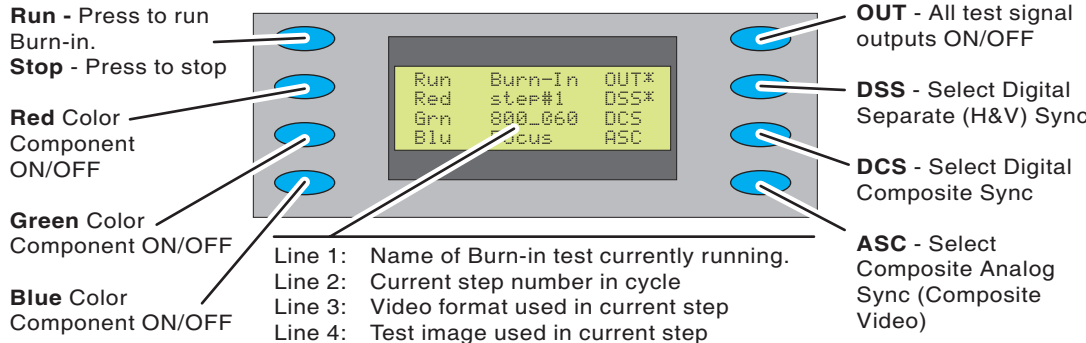 Run - Press to run
Burn-in.
Stop - Press to stop
Red Color
Component
ON/OFF
Green Color
Component ON/OFF
Blue Color
Component ON/OFF
Run Burn-In OUT*
Red step#1 DSS*
Grn 800_@60 DCS
Blu Focus ASC
Line 1: Name of Burn-in test currently running.
Line 2: Current step number in cycle
Line 3: Video format used in current step
Line 4: Test image used in current step
OUT - All test signal
outputs ON/OFF
DSS - Select Digital
Separate (H&V) Sync
DCS - Select Digital
Composite Sync
ASC - Select
Composite Analog
Sync (Composite
Video)